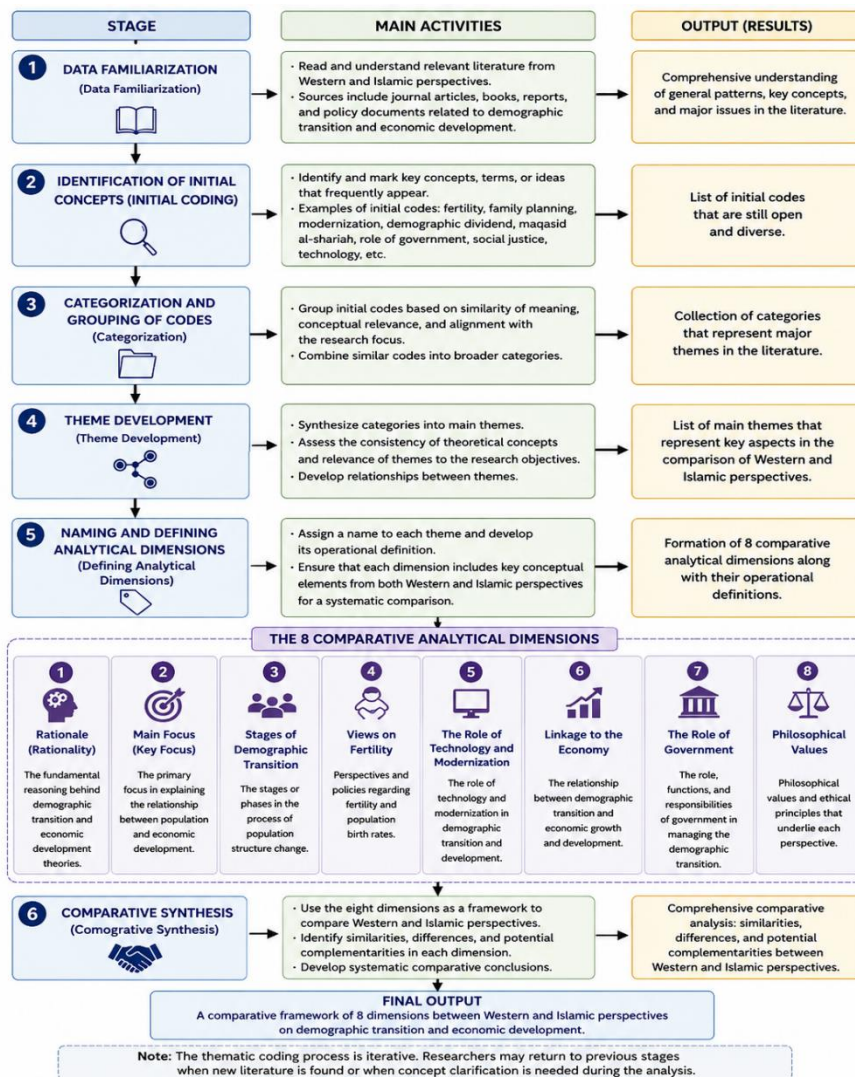 STAGE
MAIN ACTIVITIES
OUTPUT (RESULTS)
1
DATA FAMILIARIZATION
(Data Familiarization)
• Read and understand relevant literature from
Western and Islamic perspectives.
• Sources include journal articles, books, reports,
and policy documents related to demographic
transition and economic development.
Comprehensive understanding
of general patterns, key concepts,
and major issues in the literature.
2
IDENTIFICATION OF INITIAL
CONCEPTS (INITIAL CODING)
• Identify and mark key concepts, terms, or ideas
that frequently appear.
• Examples of initial codes: fertility, family planning,
modernization, demographic dividend, maqasid
al-shariah, role of government, social justice,
technology, etc.
List of initial codes
that are still open
and diverse.
3
CATEGORIZATION AND
GROUPING OF CODES
(Categorization)
• Group initial codes based on similarity of meaning,
conceptual relevance, and alignment with
the research focus.
• Combine similar codes into broader categories.
Collection of categories
that represent major
themes in the literature.
4
THEME DEVELOPMENT
(Theme Development)
• Synthesize categories into main themes.
• Assess the consistency of theoretical concepts
and relevance of themes to the research objectives.
• Develop relationships between themes.
List of main themes that
represent key aspects in the
comparison of Western and
Islamic perspectives.
5
NAMING AND DEFINING
ANALYTICAL DIMENSIONS
(Defining Analytical
Dimensions)
• Assign a name to each theme and develop
its operational definition.
• Ensure that each dimension includes key conceptual
elements from both Western and Islamic perspectives
for a systematic comparison.
Formation of 8 comparative
analytical dimensions along
with their operational
definitions.
THE 8 COMPARATIVE ANALYTICAL DIMENSIONS
1
Rationale
(Rationality)
The fundamental
reasoning behind
demographic
transition and
economic
development
theories.
2
Main Focus
(Key Focus)
The primary
focus in explaining
the relationship
between population
and economic
development.
3
Stages of
Demographic
Transition
The stages or
phases in the
process of
population
structure change.
4
Views on
Fertility
Perspectives and
policies regarding
fertility and
population
birth rates.
5
The Role of
Technology and
Modernization
The role of
technology and
modernization in
demographic
transition and
development.
6
Linkage to the
Economy
The relationship
between demographic
transition and
economic growth
and development.
7
The Role of
Government
The role,
functions, and
responsibilities
of government in
managing the
demographic
transition.
8
Philosophical
Values
Philosophical
values and ethical
principles that
underlie each
perspective.
6
COMPARATIVE SYNTHESIS
(Comograтive Synthesis)
• Use the eight dimensions as a framework to
compare Western and Islamic perspectives.
• Identify similarities, differences, and potential
complementarities in each dimension.
• Develop systematic comparative conclusions.
Comprehensive comparative
analysis: similarities,
differences, and potential
complementarities between
Western and Islamic perspectives.
FINAL OUTPUT
A comparative framework of 8 dimensions between Western and Islamic perspectives
on demographic transition and economic development.
Note: The thematic coding process is iterative. Researchers may return to previous stages
when new literature is found or when concept clarification is needed during the analysis.